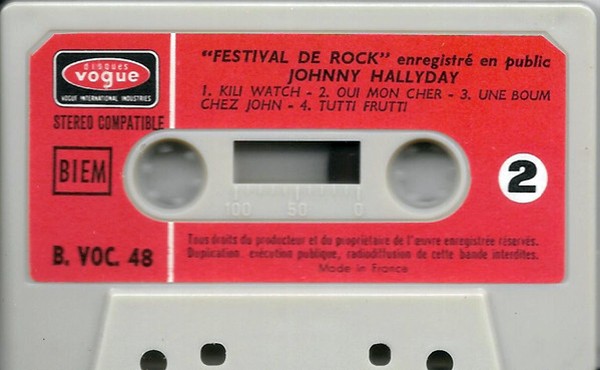 disques
vogue
VOGUE INTERNATIONAL INDUSTRIES
STEREO COMPATIBLE
BIEM
B. VOC. 48
"FESTIVAL DE ROCK" enregistré en public
JOHNNY HALLYDAY
1. KILI WATCH - 2. OUI MON CHER - 3. UNE BOUM
CHEZ JOHN - 4. TUTTI FRUTTI
2
100 50 0
Tous droits du producteur et du propriétaire de l'œuvre enregistrée réservés.
Duplication, exécution publique, radiodiffusion de cette bande interdites.
Made in France